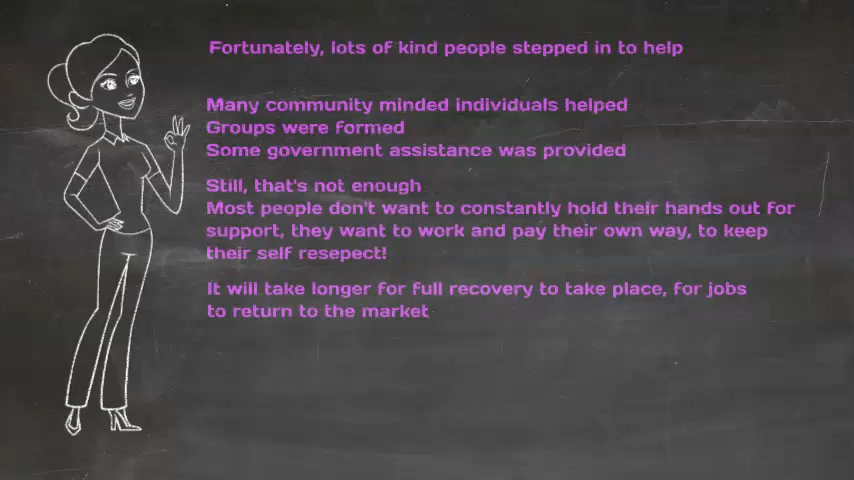 Fortunately, lots of kind people stepped in to help
Many community minded individuals helped
Groups were formed
Some government assistance was provided
Still, that's not enough
Most people don't want to constantly hold their hands out for
support, they want to work and pay their own way, to keep
their self resepect!
It will take longer for full recovery to take place, for jobs
to return to the market